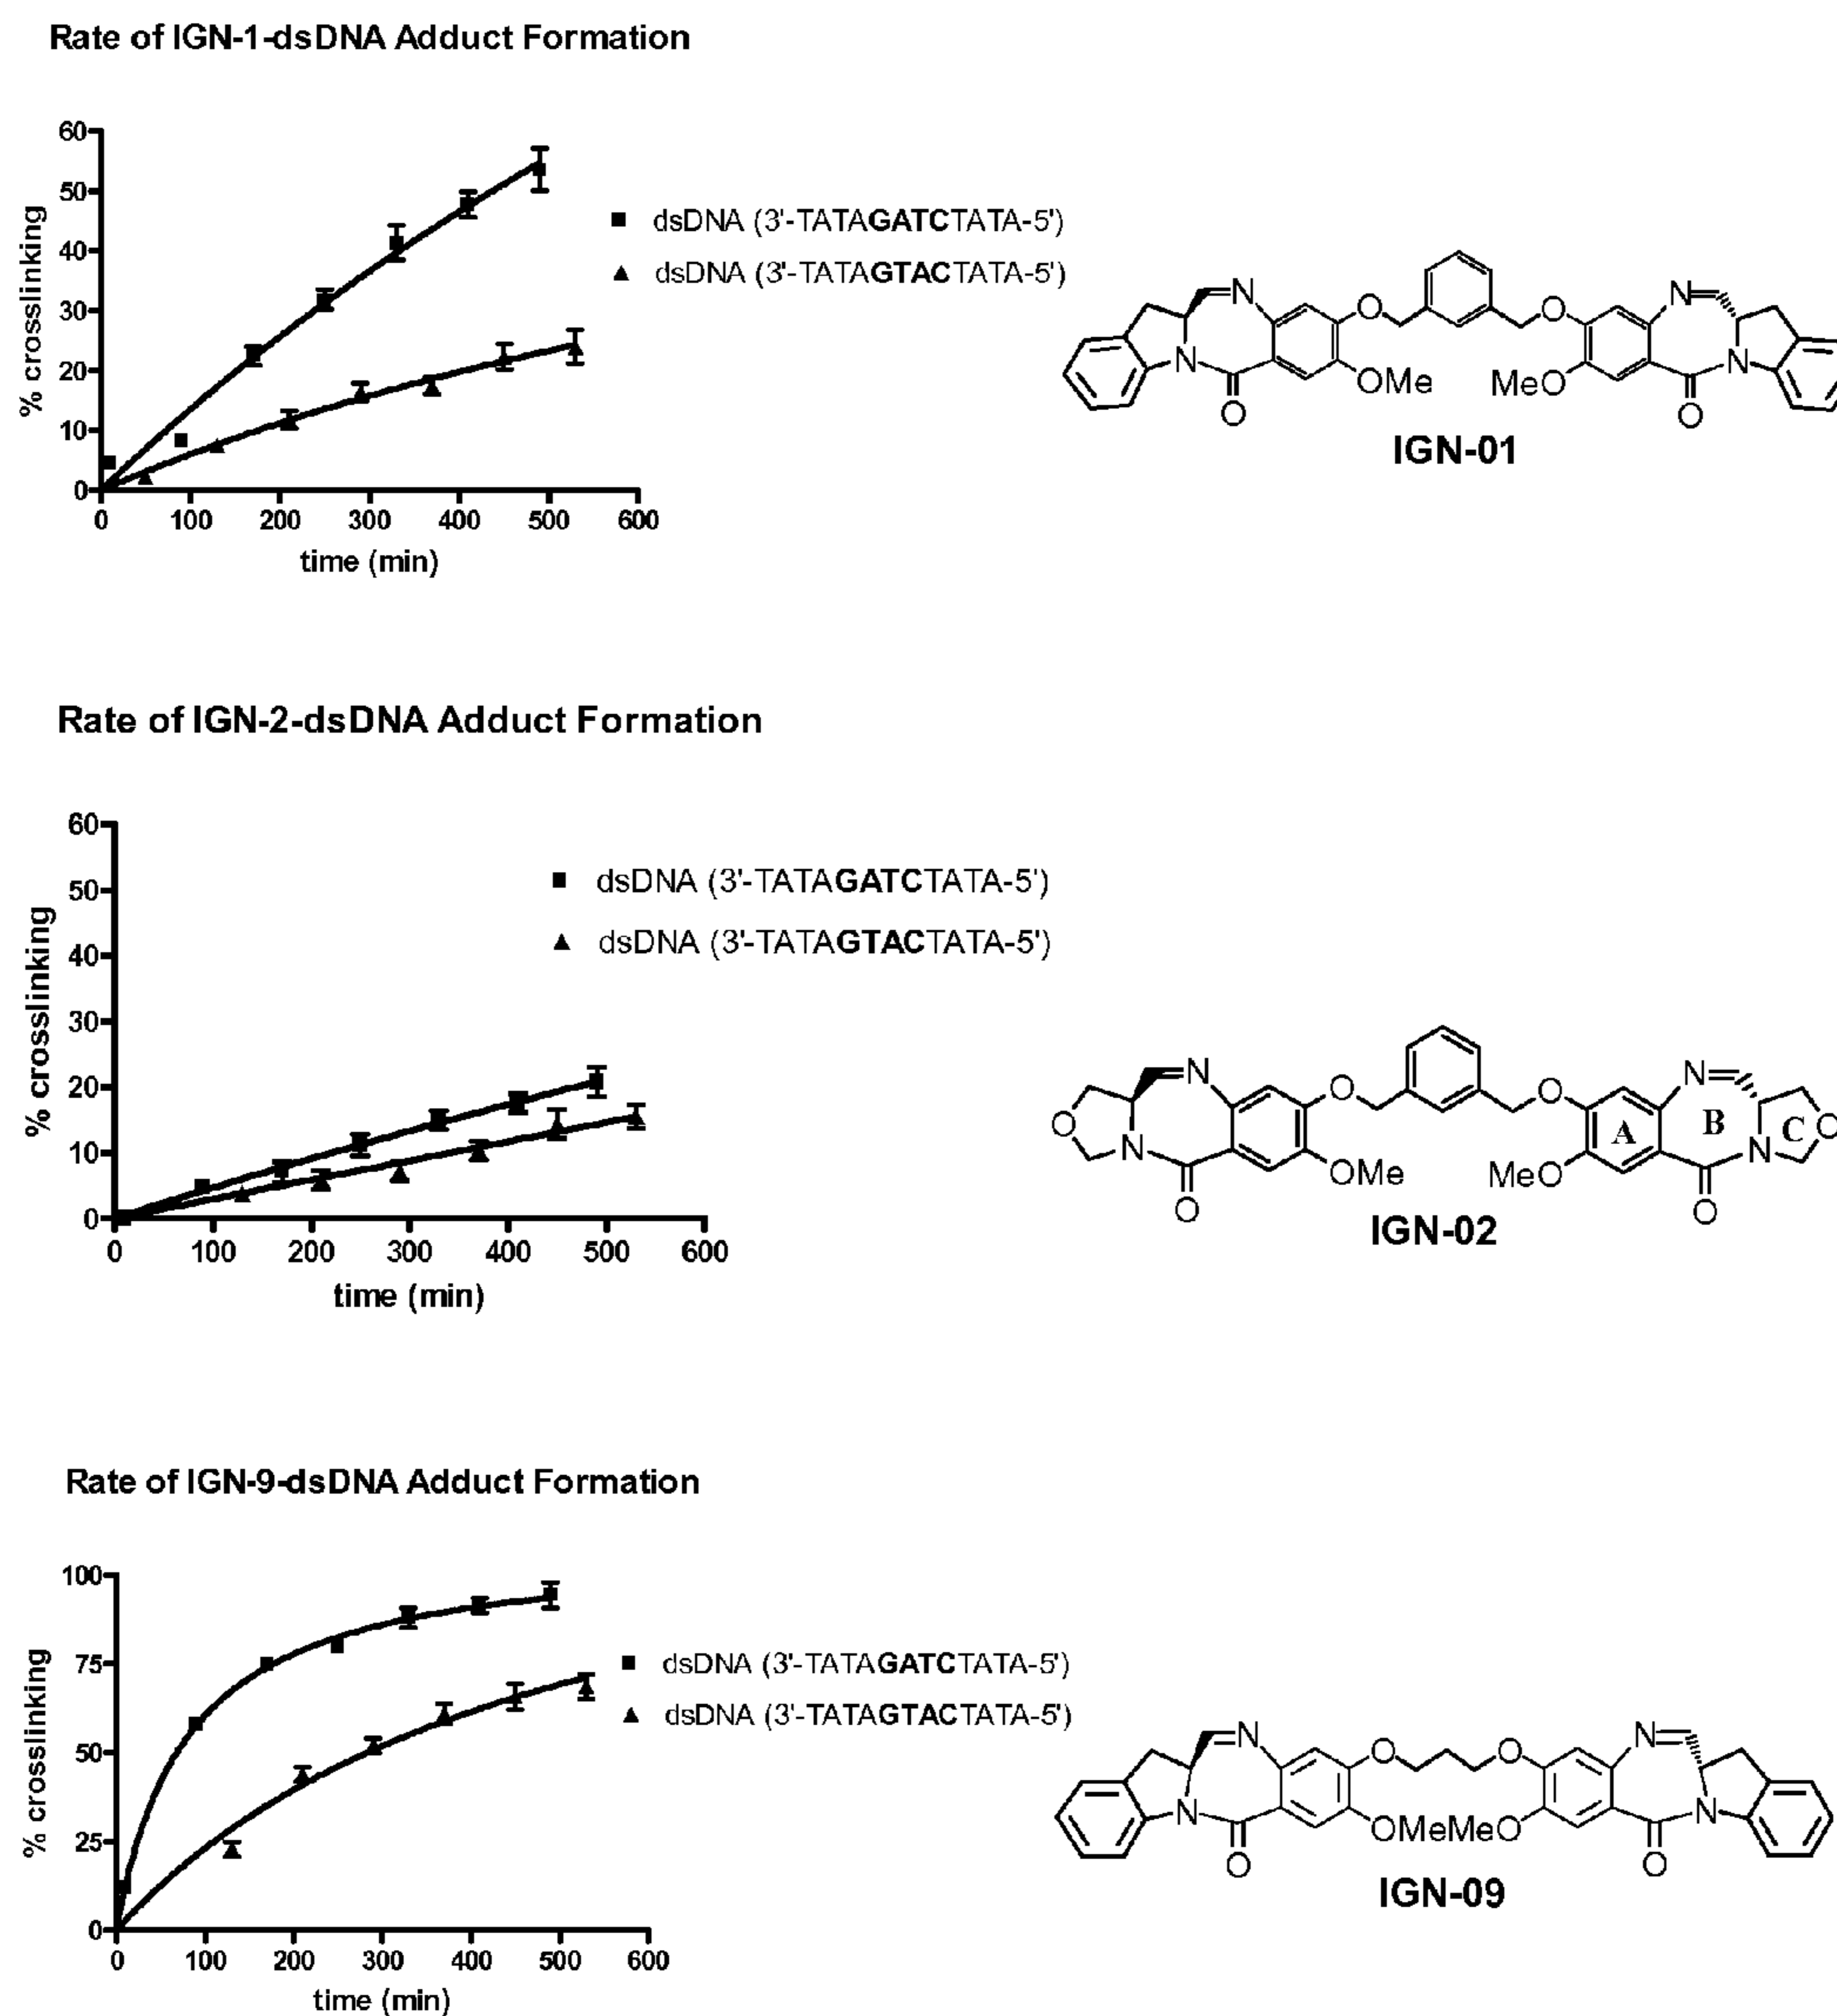 Rate of IGN-1-dsDNA Adduct Formation
60
50
40
30
20
10
0
% crosslinking
0 100 200 300 400 500 600
time (min)
dsDNA (3'-TATAGATCTATA-5')
dsDNA (3'-TATAGTACTATA-5')
N
O
O
N
N
OMe
MeO
N
O
O
IGN-01
Rate of IGN-2-dsDNA Adduct Formation
60
50
40
30
20
10
0
% crosslinking
0 100 200 300 400 500 600
time (min)
dsDNA (3'-TATAGATCTATA-5')
dsDNA (3'-TATAGTACTATA-5')
N
O
O
N
O
N
OMe
MeO
A
B
N
C
O
O
O
IGN-02
Rate of IGN-9-dsDNA Adduct Formation
100
75
50
25
0
% crosslinking
0 100 200 300 400 500 600
time (min)
dsDNA (3'-TATAGATCTATA-5')
dsDNA (3'-TATAGTACTATA-5')
N
O
O
N
N
OMeMeO
N
O
O
IGN-09